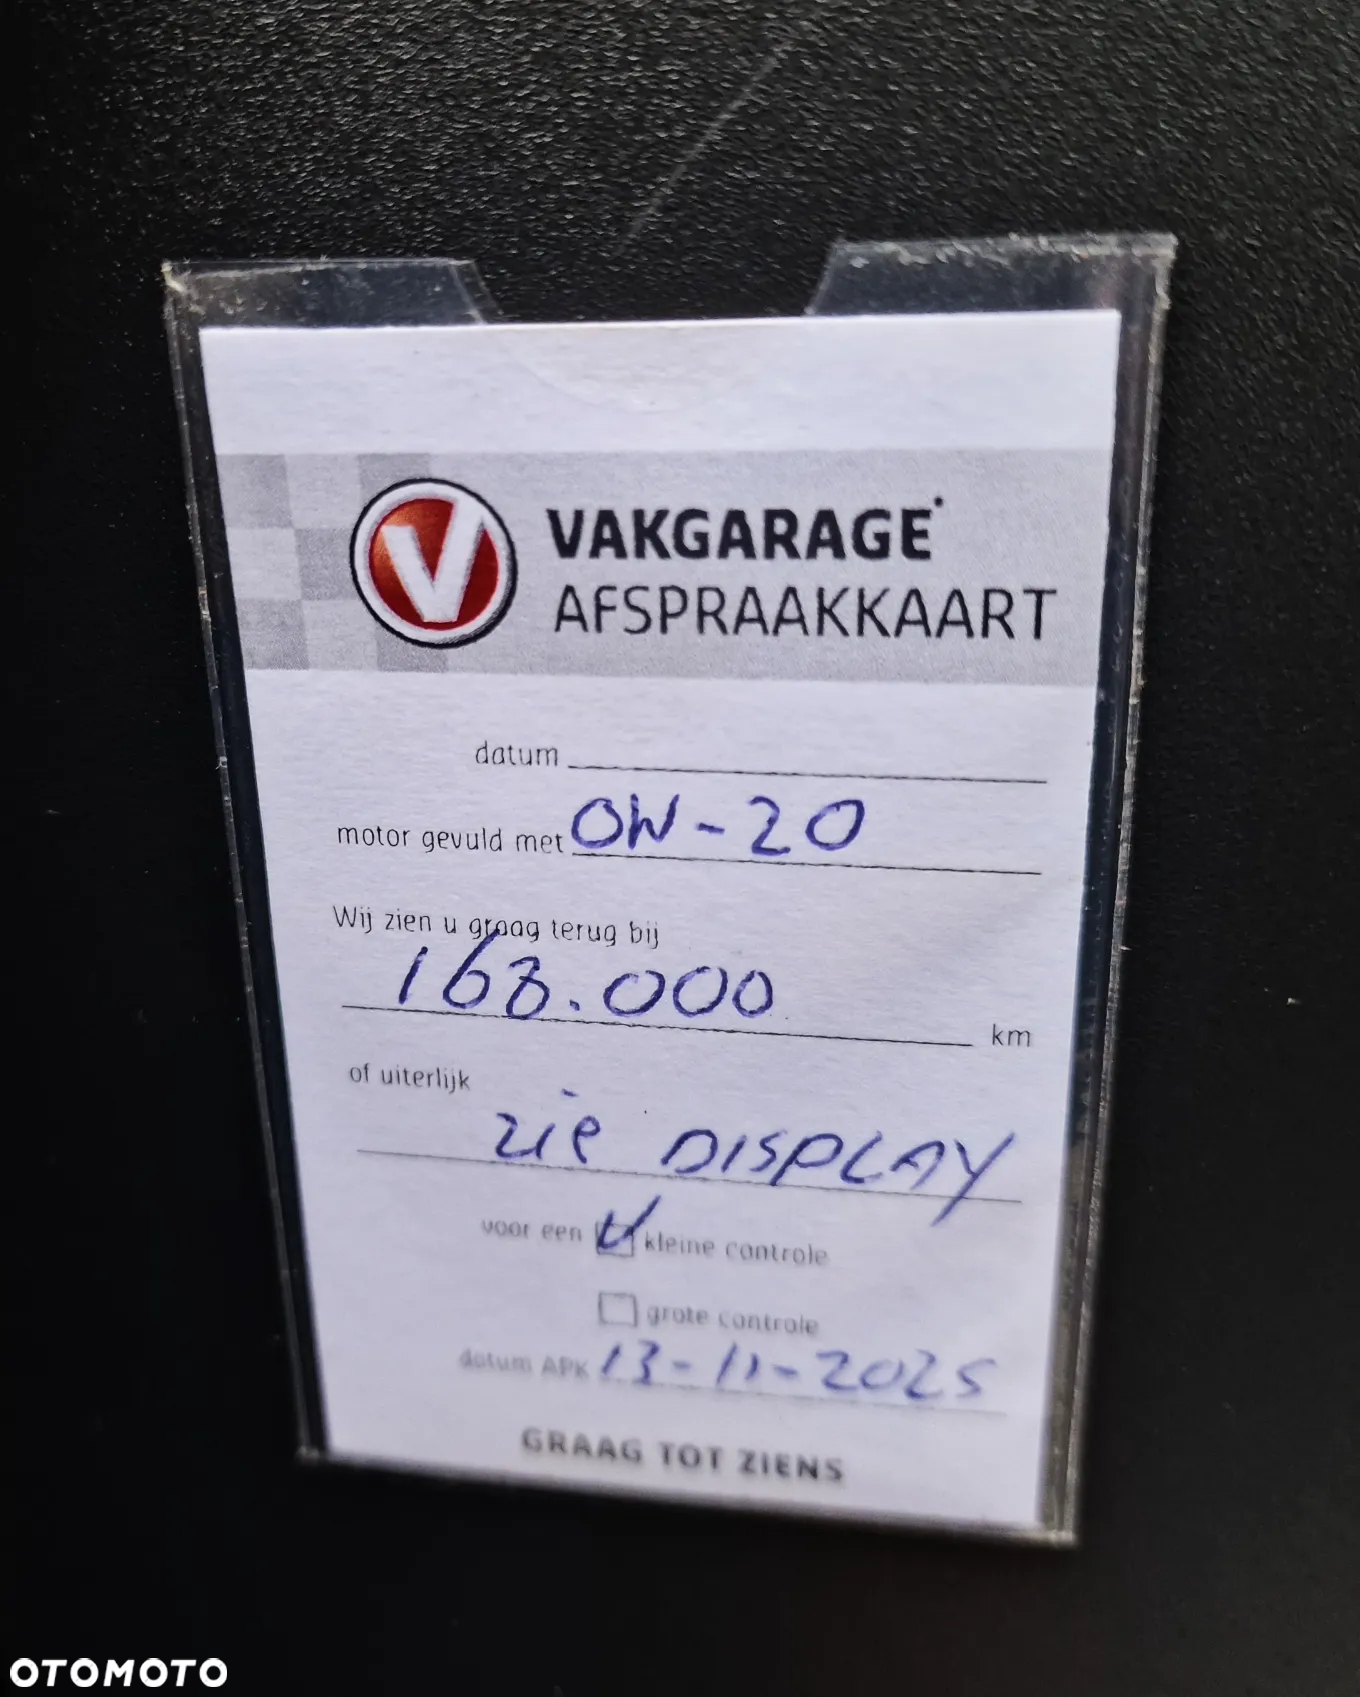 V VAKGARAGE
AFSPRAAKKAART
datum
motor gevuld met OW-20
Wij zien u graag terug bij
168.000 km
of uiterlijk
zie DISPLAY
voor een kleine controle
grote controle
datum APK 13-11-2025
GRAAG TOT ZIENS
OTOMOTO